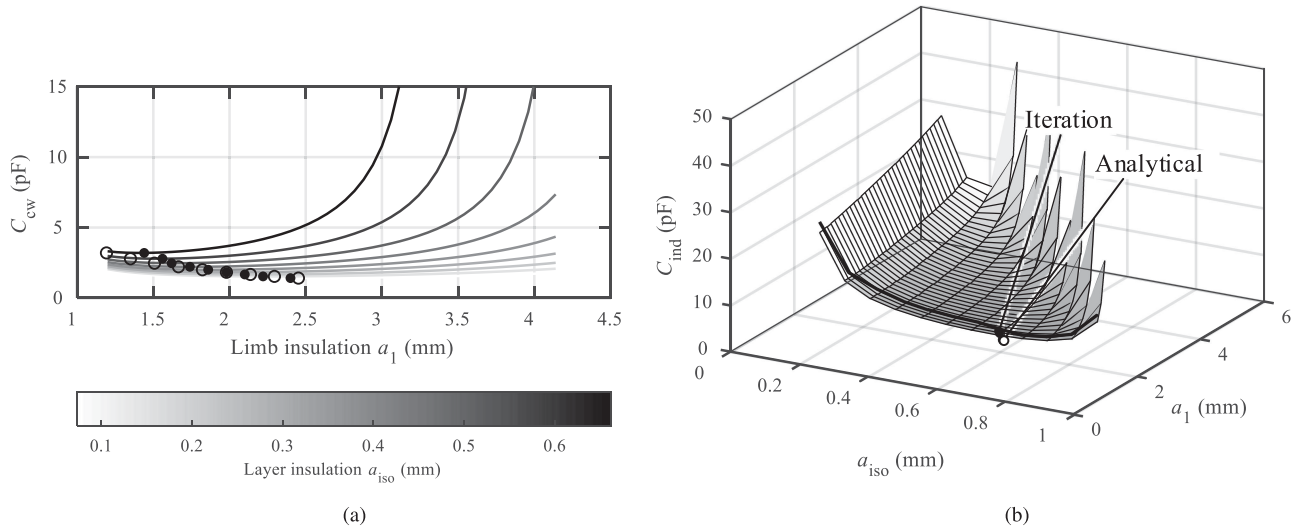 15
10
5
0
C_cw (pF)
1 1.5 2 2.5 3 3.5 4 4.5
Limb insulation a_1 (mm)
0.1 0.2 0.3 0.4 0.5 0.6
Layer insulation a_iso (mm)
(a)
50
40
30
20
10
0
C_ind (pF)
Iteration
Analytical
0 0.2 0.4 0.6 0.8 1
a_iso (mm)
0 2 4 6
a_1 (mm)
(b)